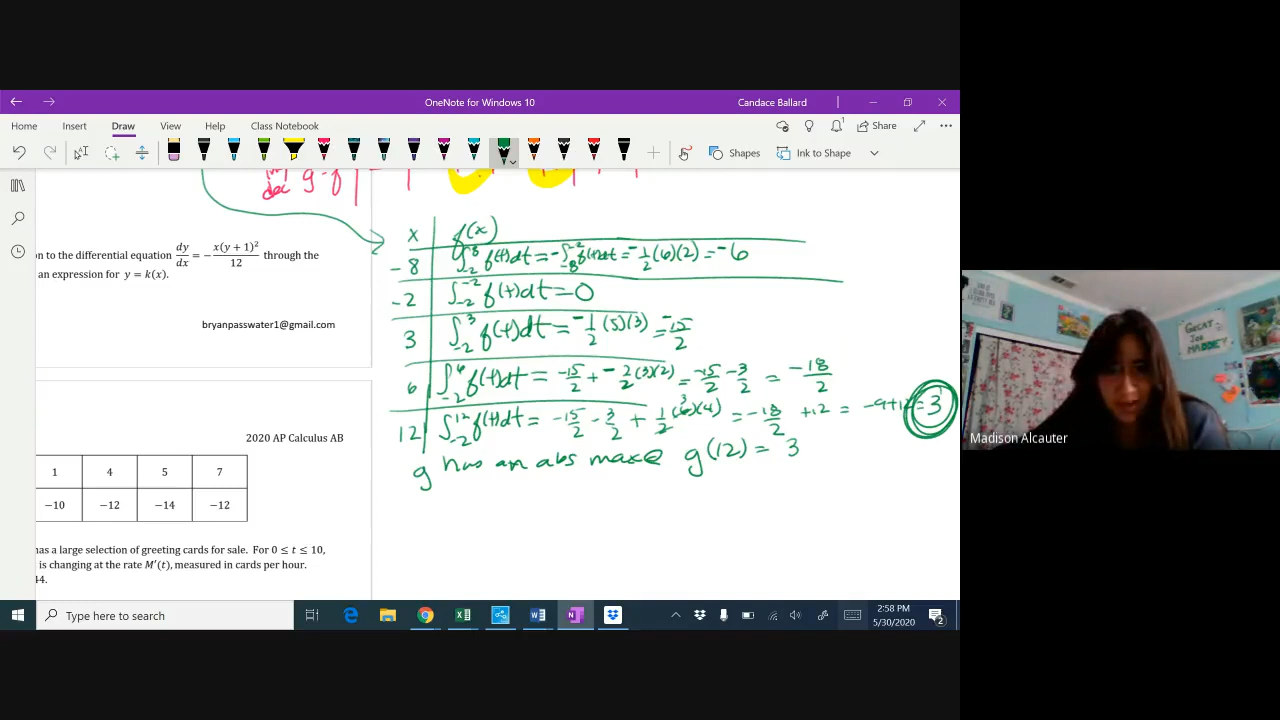 OneNote for Windows 10
Candace Ballard
Home Insert Draw View Help Class Notebook
Share
Shapes
Ink to Shape
dec g f
x f(x)
-8 ∫_{-2}^{-8} f(t)dt = -∫_{-8}^{-2} f(t)dt = -1/2(6)(2) = -6
-2 ∫_{-2}^{-2} f(t)dt = 0
3 ∫_{-2}^{3} f(t)dt = -1/2(5)(3) = -15/2
6 ∫_{-2}^{6} f(t)dt = -15/2 + -2/2(3)(2) = -15/2 - 3/2 = -18/2
12 ∫_{-2}^{12} f(t)dt = -15/2 - 3/2 + 1/2(6)(4) = -18/2 +12 = -9+12 = 3
g has an abs max @ g(12) = 3
on to the differential equation dy/dx = - x(y + 1)²/12 through the
an expression for y = k(x).
bryanpasswater1@gmail.com
2020 AP Calculus AB
1 4 5 7
−10 −12 −14 −12
has a large selection of greeting cards for sale. For 0 ≤ t ≤ 10,
is changing at the rate M′(t), measured in cards per hour.
44.
GREAT
JOB
MADDEY
Madison Alcauter
Type here to search
2:58 PM
5/30/2020
2